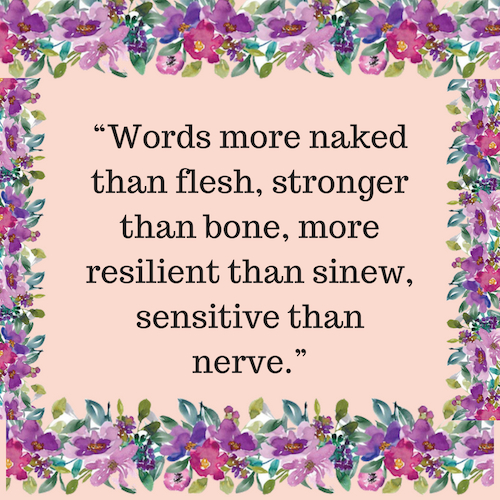 “Words more naked
than flesh, stronger
than bone, more
resilient than sinew,
sensitive than
nerve.”